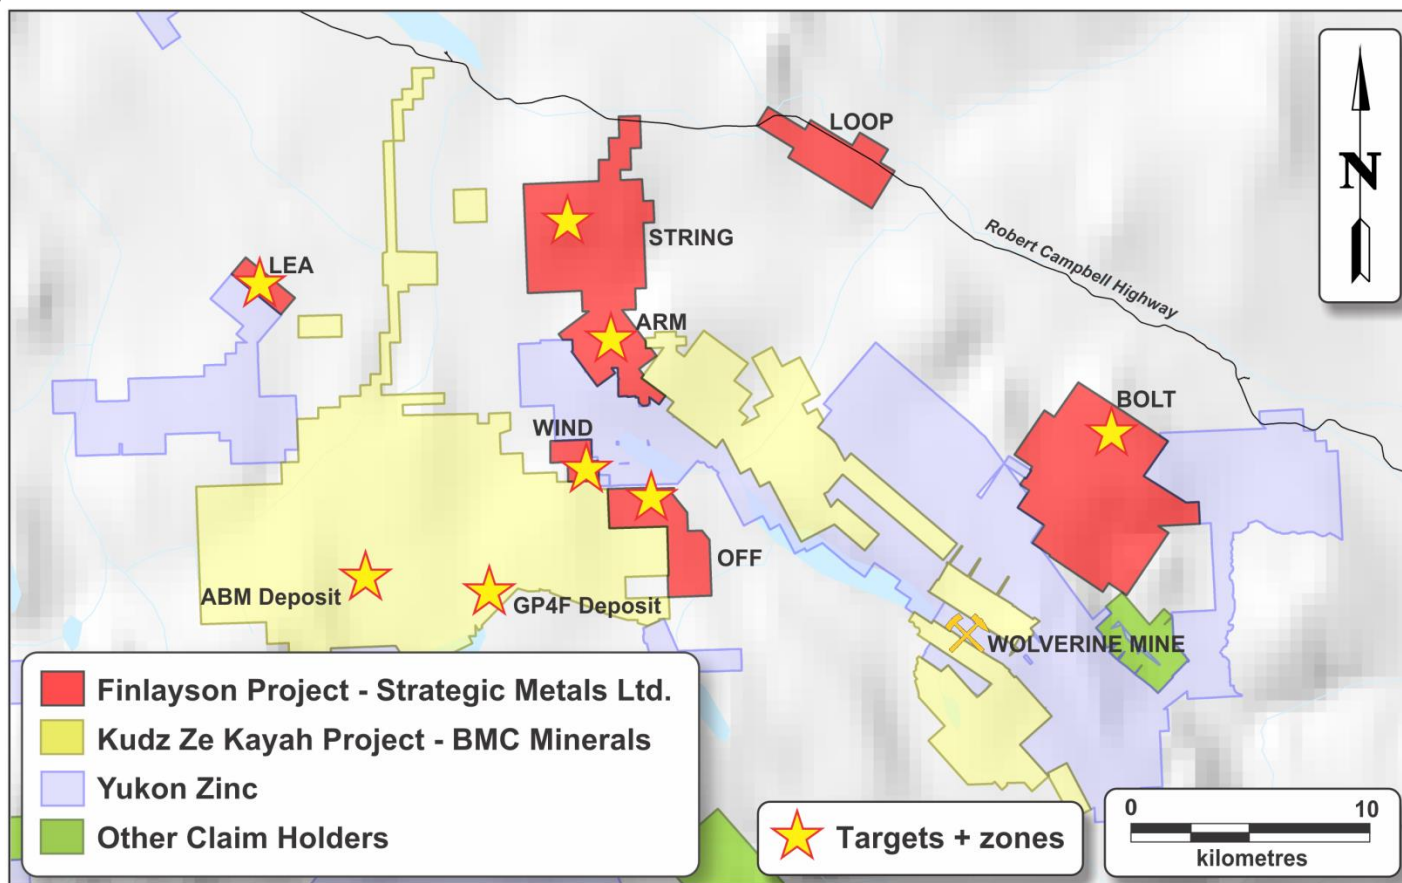 LOOP
STRING
Robert Campbell Highway
LEA
ARM
BOLT
WIND
OFF
ABM Deposit
GP4F Deposit
WOLVERINE MINE
N
Finlayson Project - Strategic Metals Ltd.
Kudz Ze Kayah Project - BMC Minerals
Yukon Zinc
Other Claim Holders
Targets + zones
0 10
kilometres